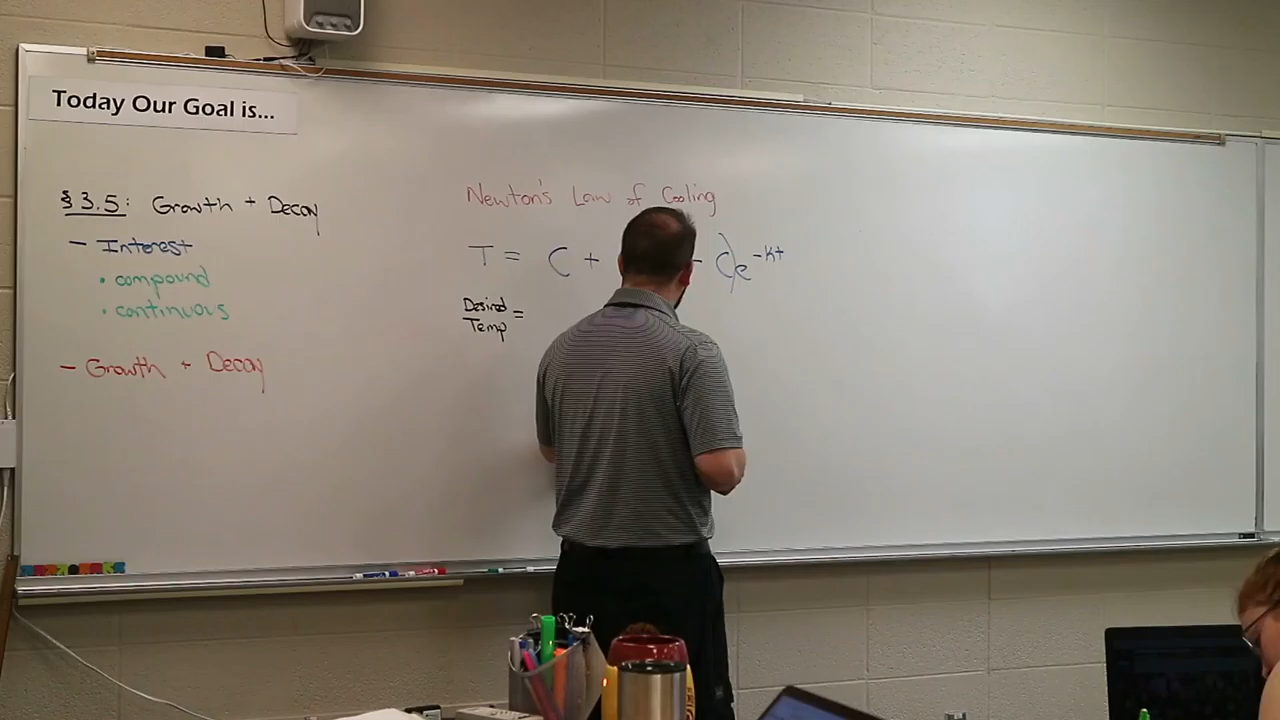 Today Our Goal is...
§ 3.5: Growth + Decay
- Interest
• compound
• continuous
- Growth + Decay
Newton's Law of Cooling
T = C + - C)e^-kt
Desired Temp =